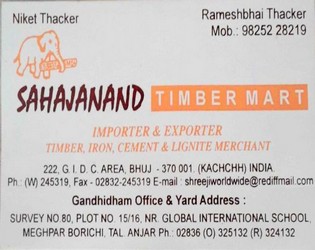 Niket Thacker
Rameshbhai Thacker
Mob.: 98252 28219
SAHAJANAND TIMBER MART
IMPORTER & EXPORTER
TIMBER, IRON, CEMENT & LIGNITE MERCHANT
222, G. I. D. C. AREA, BHUJ - 370 001. (KACHCHH) INDIA.
Ph.: (W) 245319, Fax - 02832-245319 E-mail : shreejiworldwide@rediffmail.com
Gandhidham Office & Yard Address :
SURVEY NO 80, PLOT NO. 15/16, NR. GLOBAL INTERNATIONAL SCHOOL,
MEGHPAR BORICHI, TAL. ANJAR Ph.: 02836 (O) 325132 (R) 324132